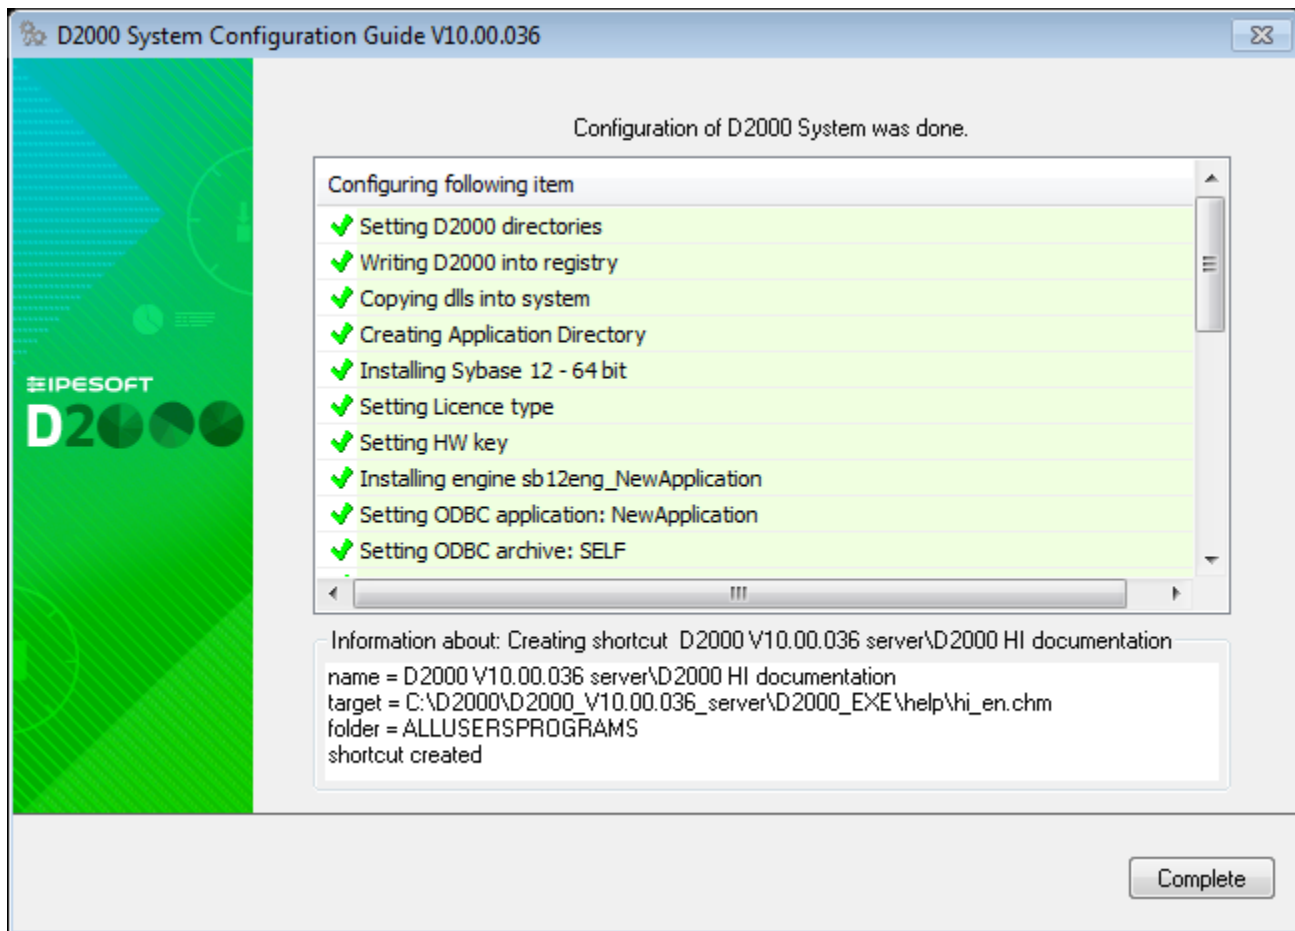 D2000 System Configuration Guide V10.00.036
Configuration of D2000 System was done.
Configuring following item
Setting D2000 directories
Writing D2000 into registry
Copying dlls into system
Creating Application Directory
Installing Sybase 12 - 64 bit
Setting Licence type
Setting HW key
Installing engine sb12eng_NewApplication
Setting ODBC application: NewApplication
Setting ODBC archive: SELF
IPESOFT
D2000
Information about: Creating shortcut  D2000 V10.00.036 server\D2000 HI documentation
name = D2000 V10.00.036 server\D2000 HI documentation
target = C:\D2000\D2000_V10.00.036_server\D2000_EXE\help\hi_en.chm
folder = ALLUSERSPROGRAMS
shortcut created
Complete